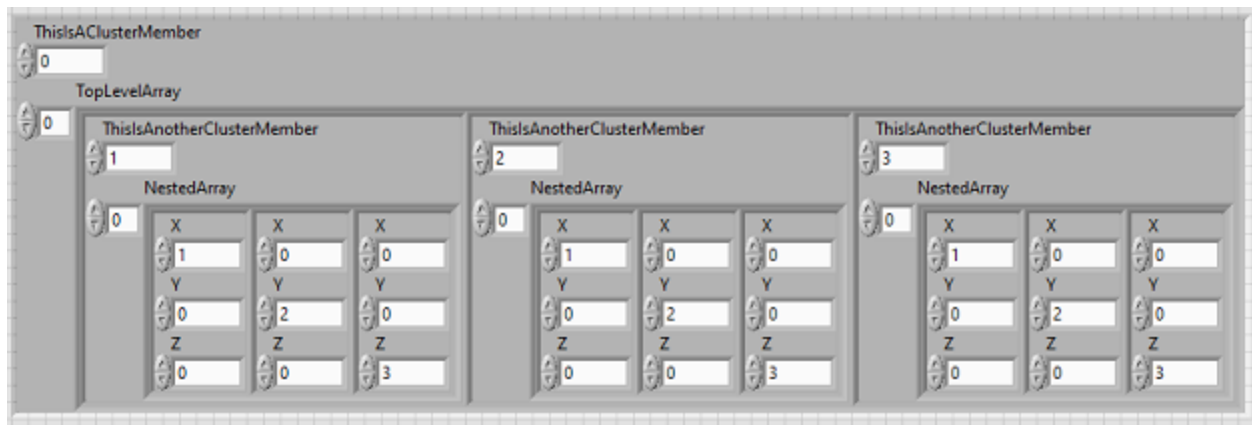 ThisIsAClusterMember
0
TopLevelArray
0
ThisIsAnotherClusterMember ThisIsAnotherClusterMember ThisIsAnotherClusterMember
1 2 3
NestedArray NestedArray NestedArray
0 0 0
X X X X X X X X X
1 0 0 1 0 0 1 0 0
Y Y Y Y Y Y Y Y Y
0 2 0 0 2 0 0 2 0
Z Z Z Z Z Z Z Z Z
0 0 3 0 0 3 0 0 3